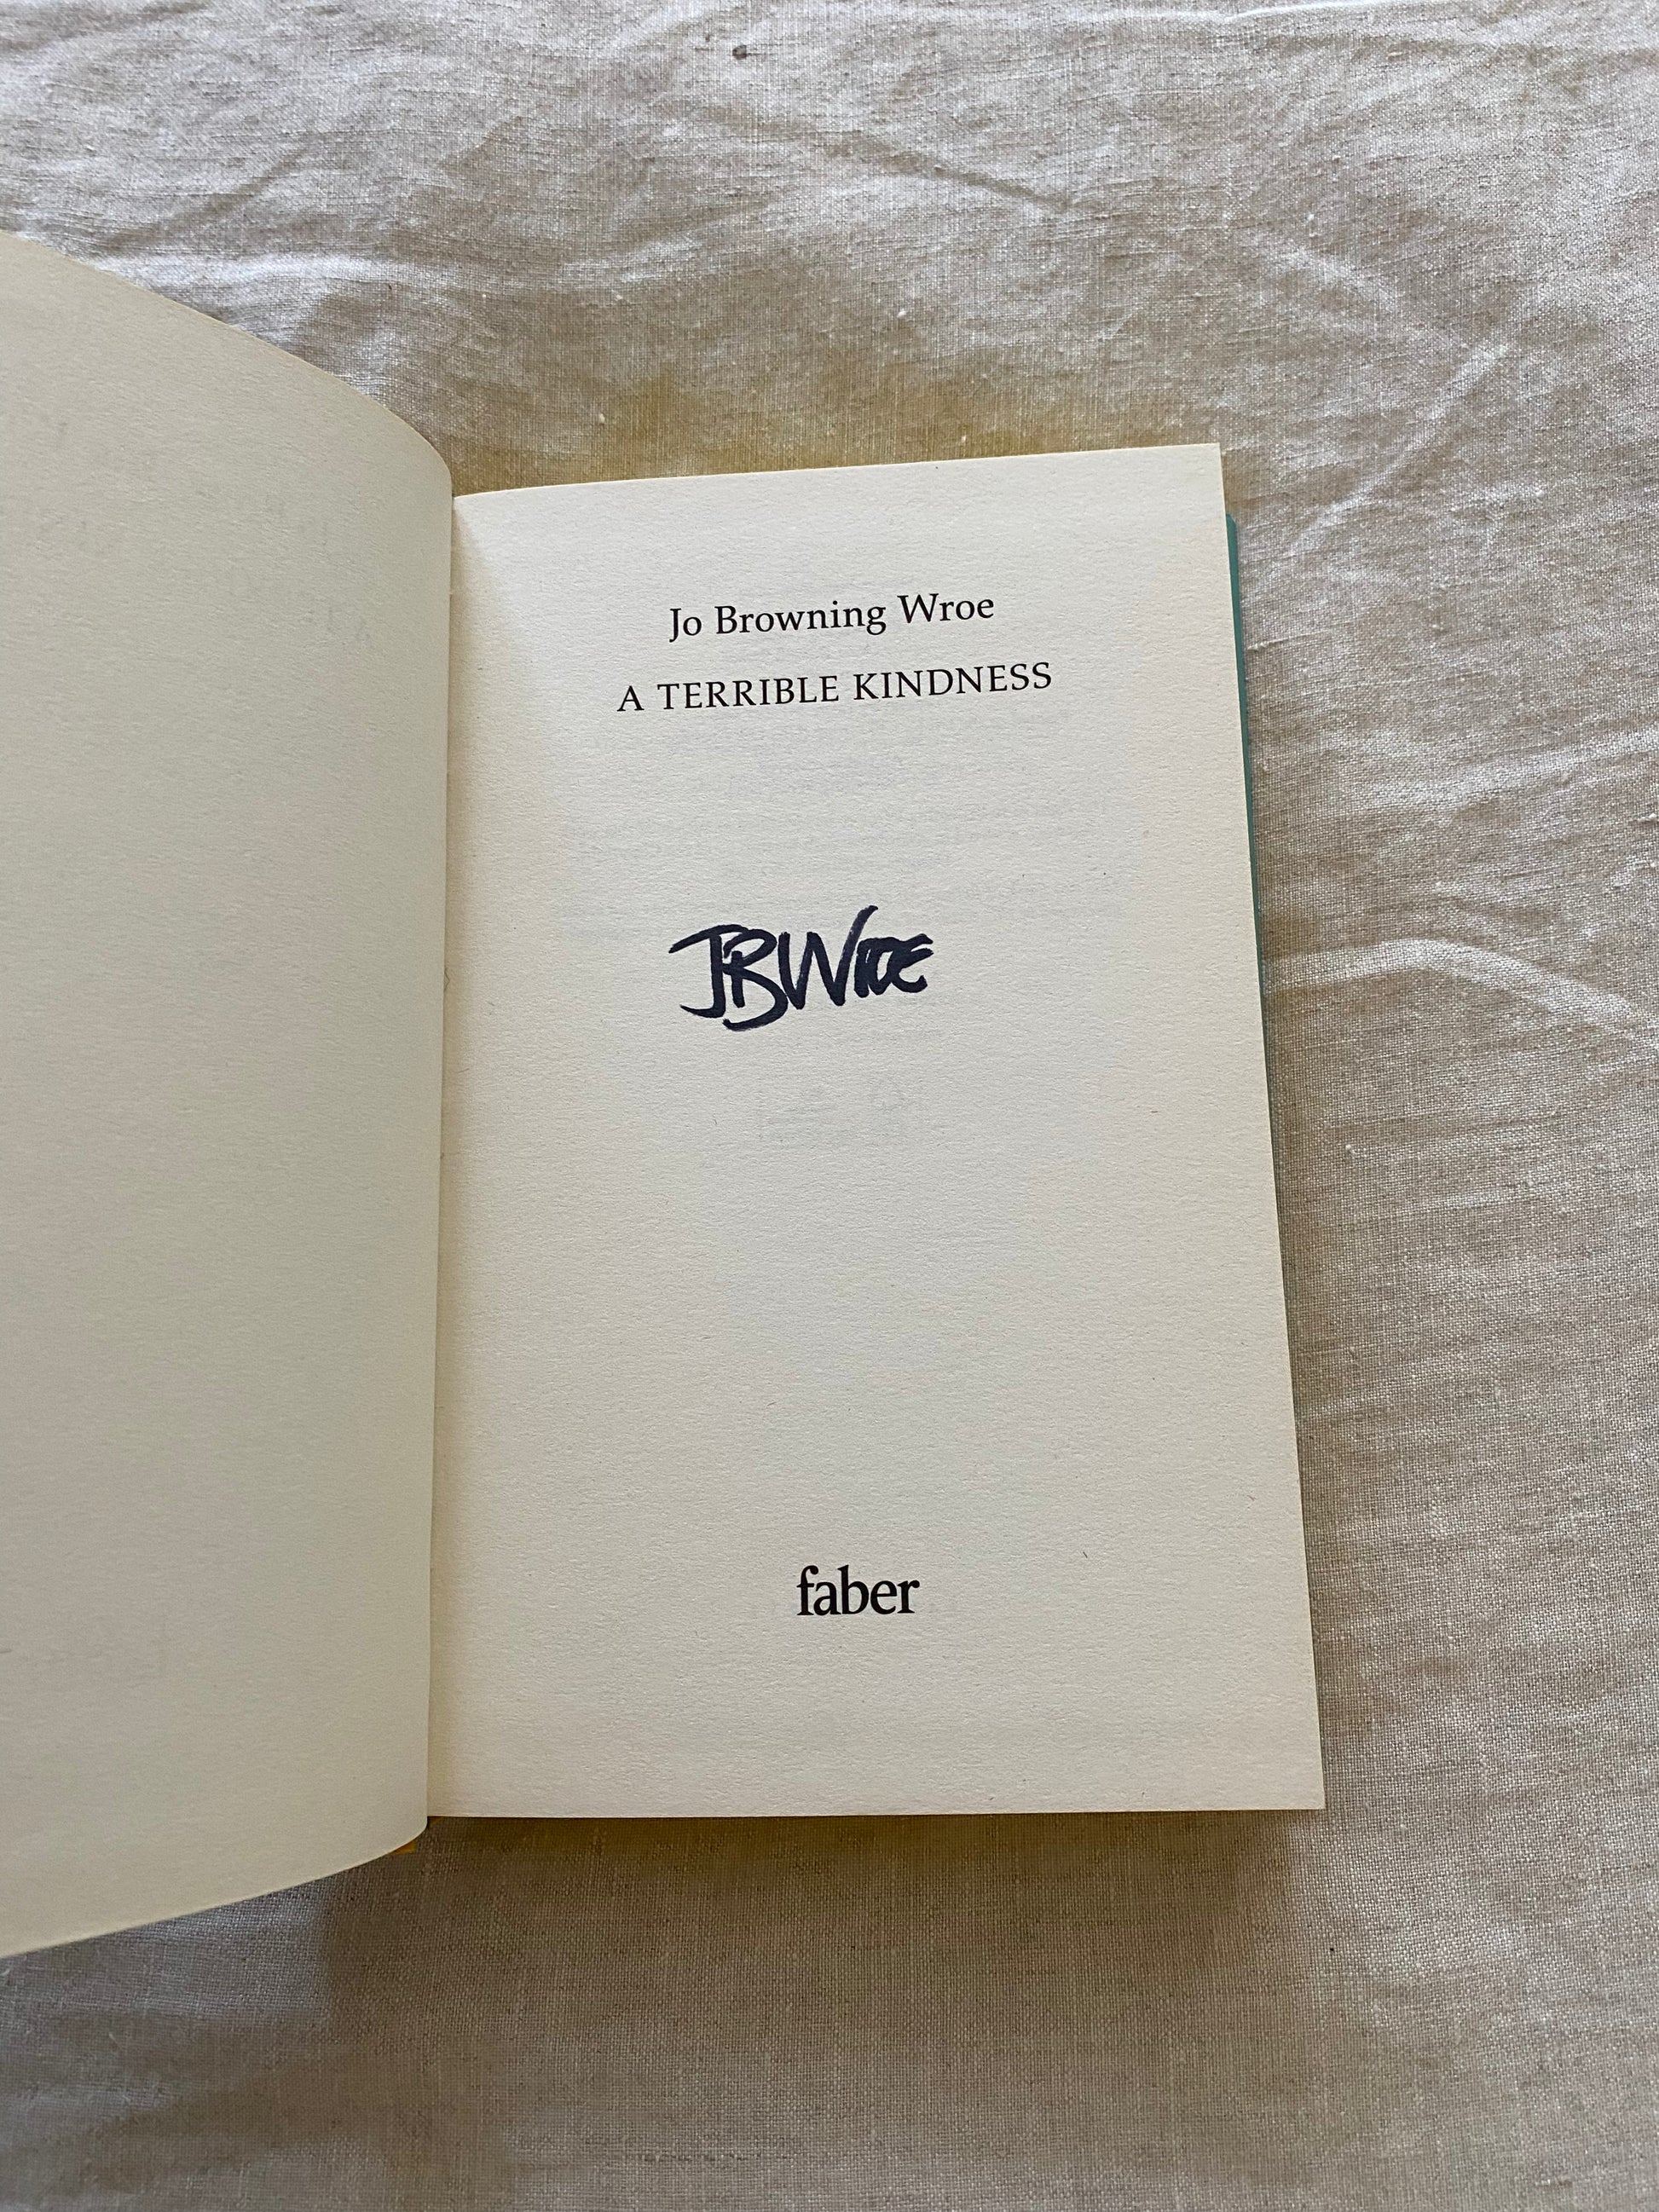 Jo Browning Wroe
A TERRIBLE KINDNESS
JBWroe
faber